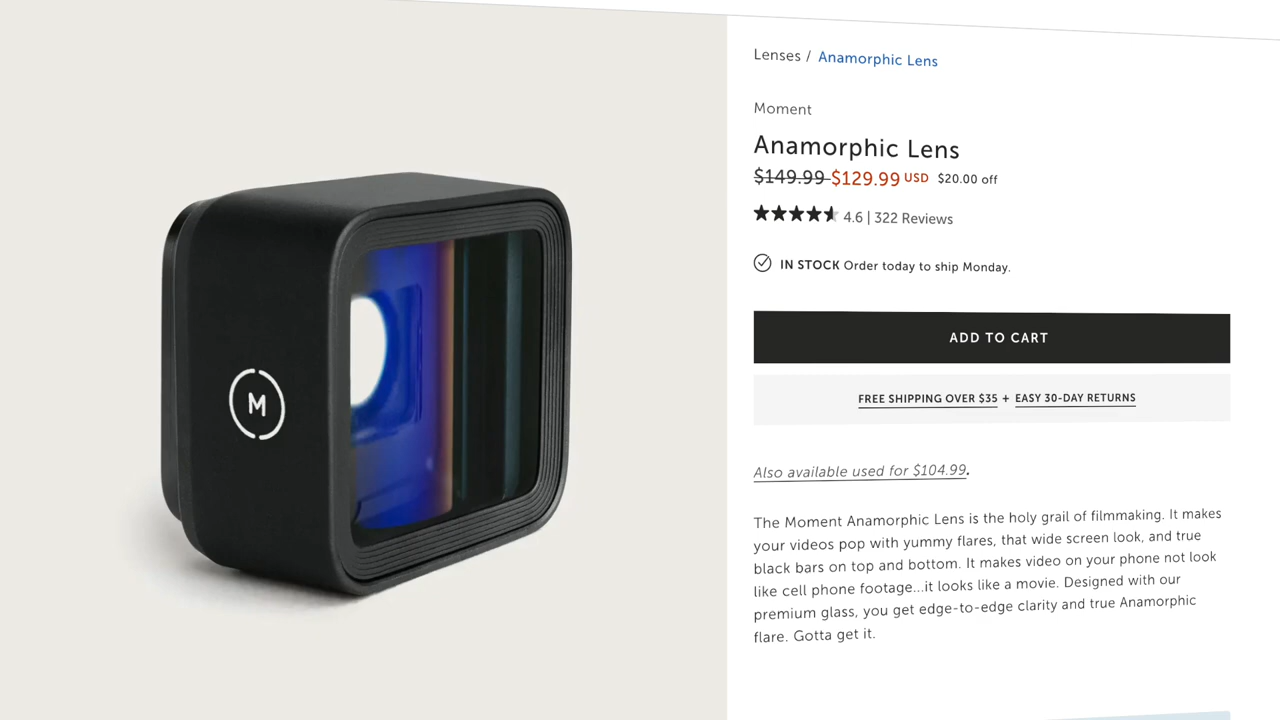 Lenses / Anamorphic Lens
Moment
Anamorphic Lens
$149.99 $129.99 USD $20.00 off
4.6 | 322 Reviews
IN STOCK Order today to ship Monday.
ADD TO CART
FREE SHIPPING OVER $35 + EASY 30-DAY RETURNS
Also available used for $104.99.
The Moment Anamorphic Lens is the holy grail of filmmaking. It makes
your videos pop with yummy flares, that wide screen look, and true
black bars on top and bottom. It makes video on your phone not look
like cell phone footage...it looks like a movie. Designed with our
premium glass, you get edge-to-edge clarity and true Anamorphic
flare. Gotta get it.
M